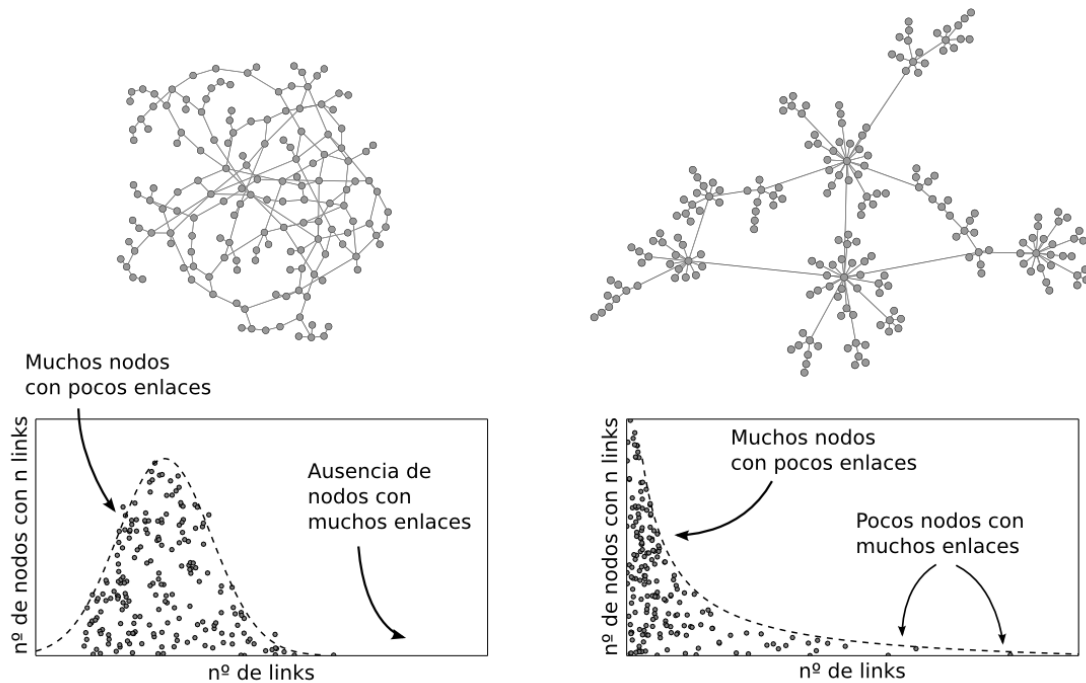 Muchos nodos
con pocos enlaces
nº de nodos con n links
Ausencia de
nodos con
muchos enlaces
nº de links
nº de nodos con n links
Muchos nodos
con pocos enlaces
Pocos nodos con
muchos enlaces
nº de links